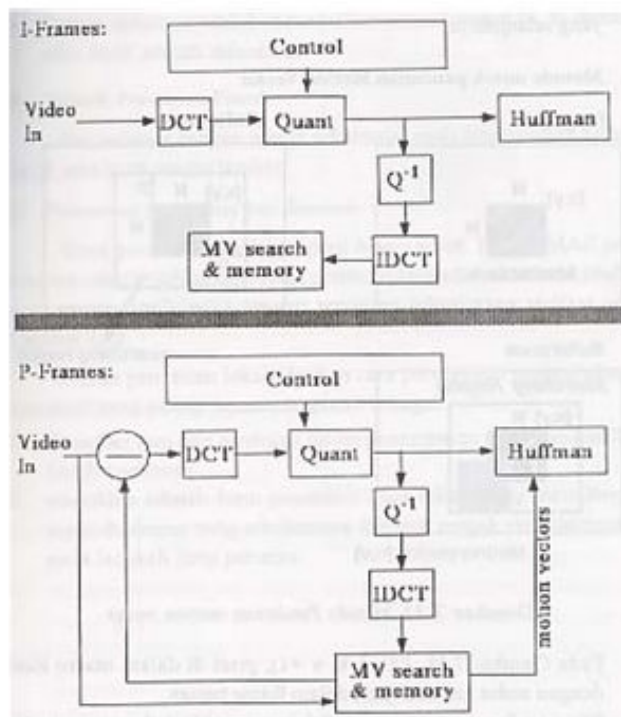 I-Frames:
Control
Video
In
DCT
Quant
Huffman
Q-1
MV search
& memory
IDCT
P-Frames:
Control
Video
In
DCT
Quant
Huffman
Q-1
IDCT
motion vectors
MV search
& memory